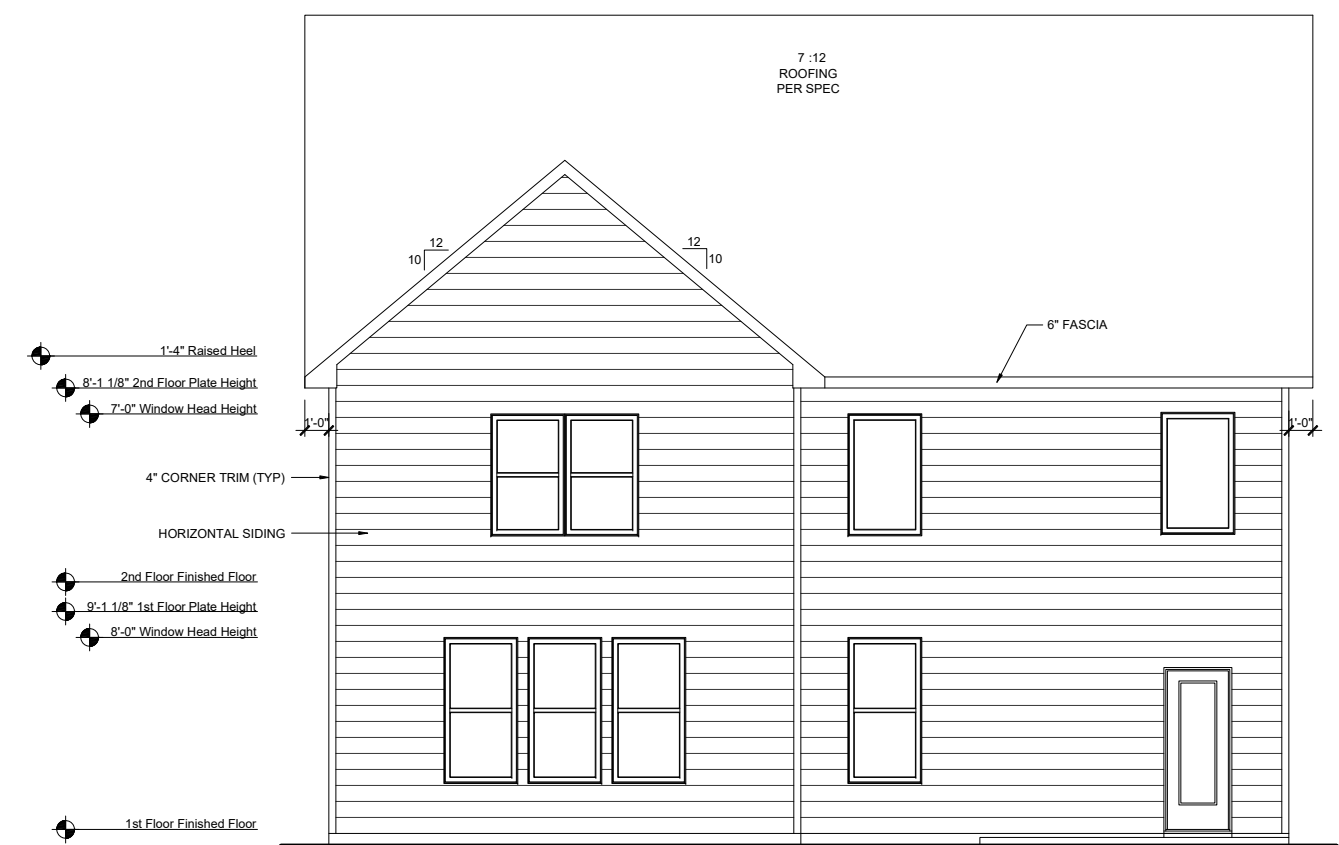 7 :12
ROOFING
PER SPEC
12
10
12
10
6" FASCIA
1'-4" Raised Heel
8'-1 1/8" 2nd Floor Plate Height
7'-0" Window Head Height
1'-0"
1'-0"
4" CORNER TRIM (TYP)
HORIZONTAL SIDING
2nd Floor Finished Floor
9'-1 1/8" 1st Floor Plate Height
8'-0" Window Head Height
1st Floor Finished Floor